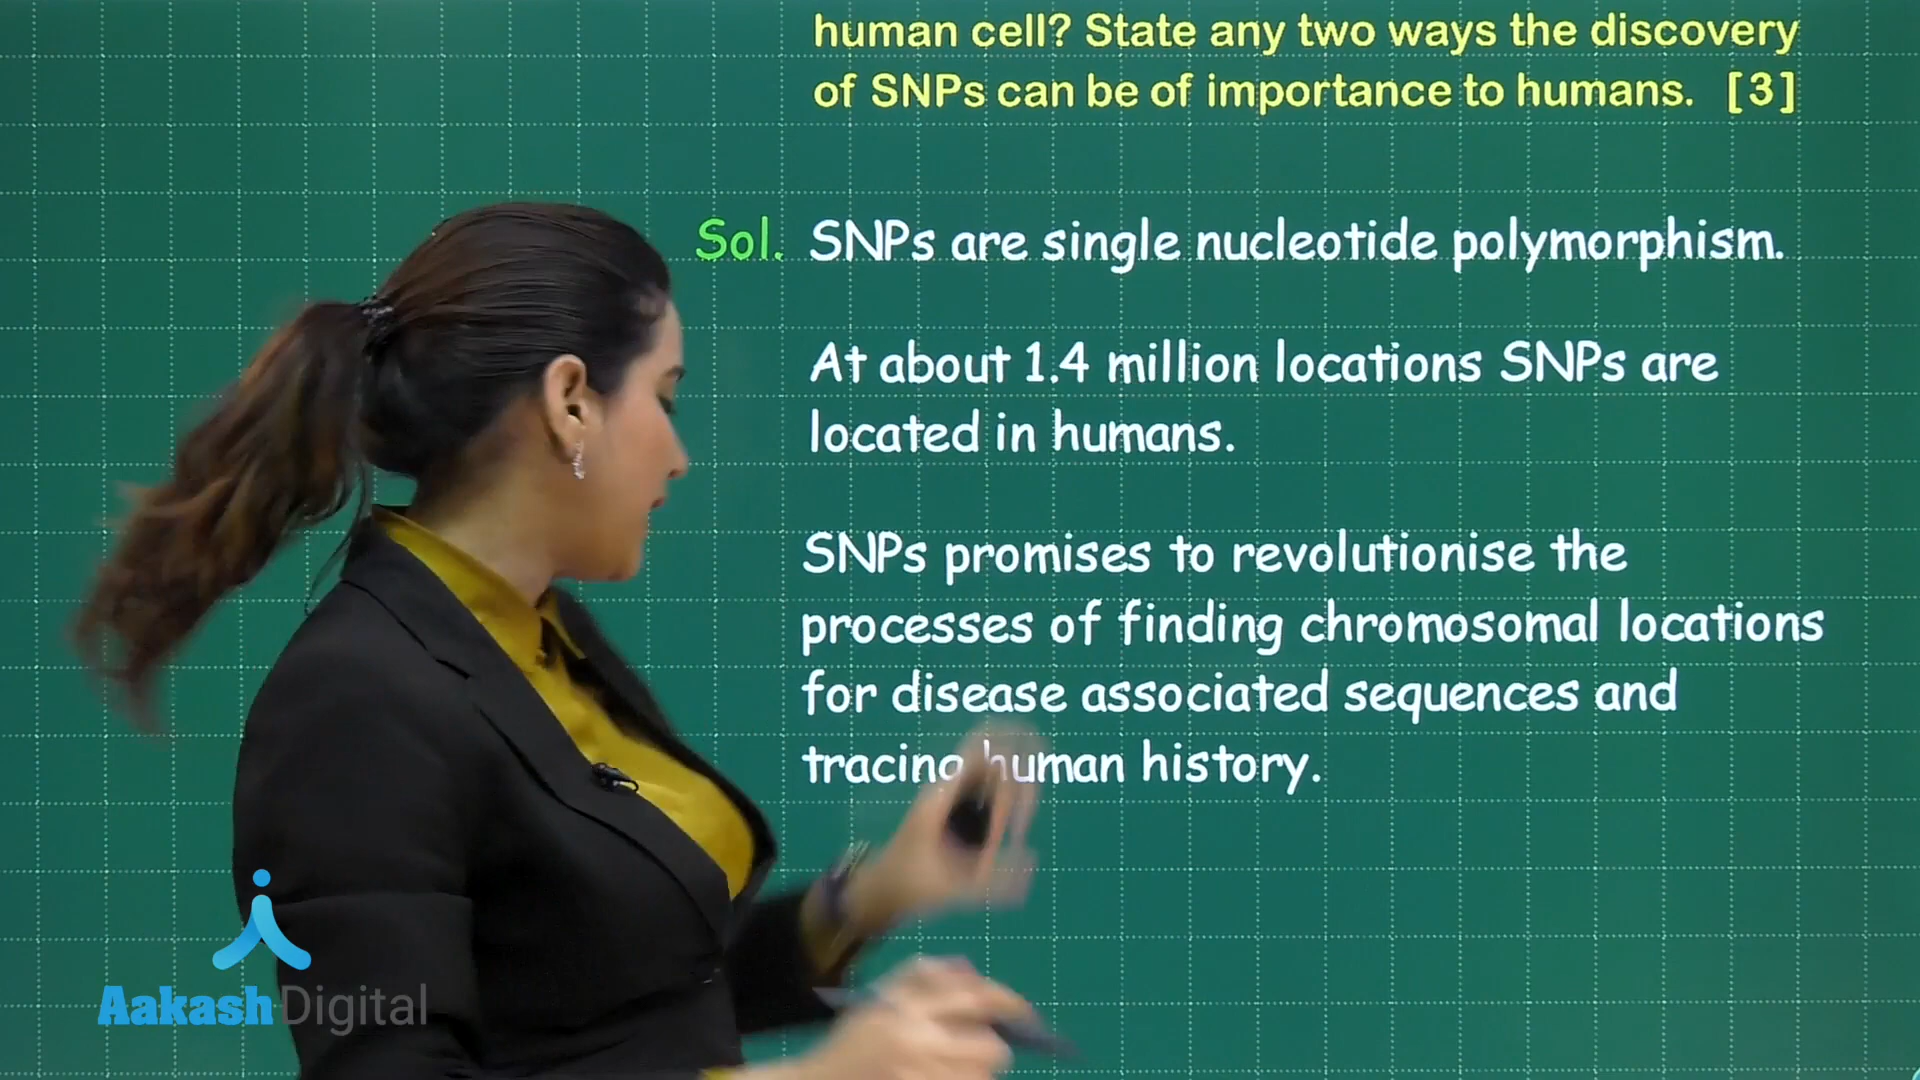 human cell? State any two ways the discovery
of SNPs can be of importance to humans. [3]
Sol. SNPs are single nucleotide polymorphism.
At about 1.4 million locations SNPs are
located in humans.
SNPs promises to revolutionise the
processes of finding chromosomal locations
for disease associated sequences and
tracing human history.
Aakash Digital